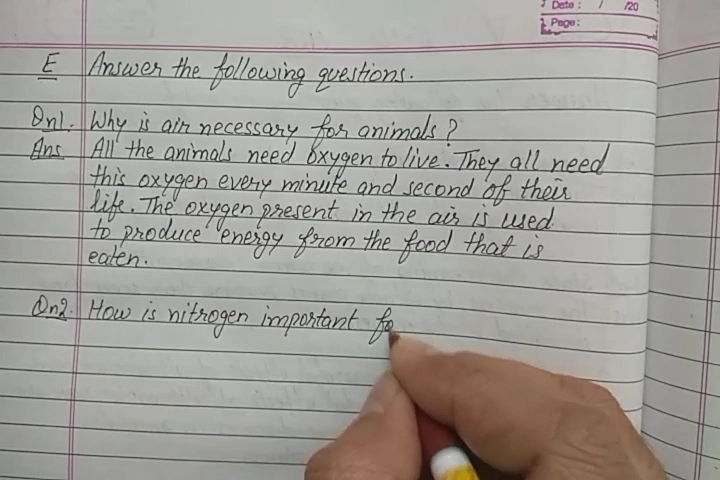 Date : / /20
Page :
E Answer the following questions.
Qn1. Why is air necessary for animals?
Ans All the animals need oxygen to live. They all need
this oxygen every minute and second of their
life. The oxygen present in the air is used
to produce energy from the food that is
eaten.
Qn2. How is nitrogen important fo